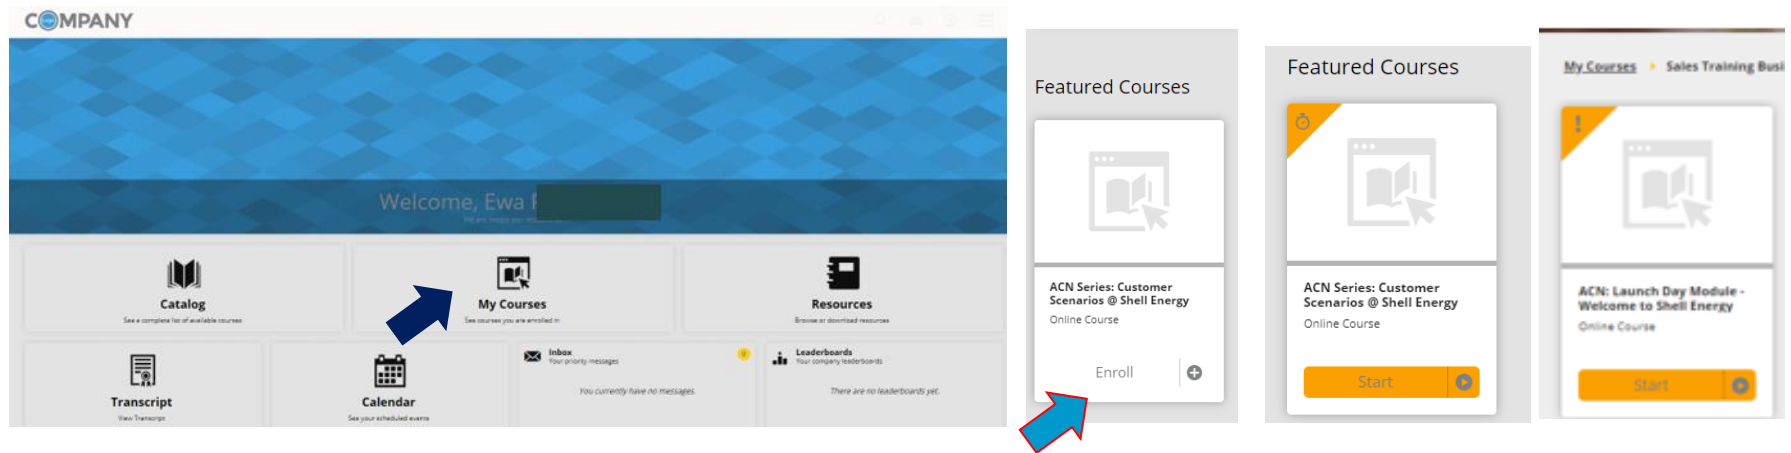 COMPANY
Welcome, Ewa
Catalog
See a complete list of available courses
My Courses
See courses you are enrolled in
Resources
Browse or download resources
Transcript
View Transcript
Calendar
See your scheduled events
Inbox
Your priority messages
You currently have no messages.
Leaderboards
Your company leaderboards
There are no leaderboards yet.
Featured Courses
ACN Series: Customer
Scenarios @ Shell Energy
Online Course
Enroll
Featured Courses
ACN Series: Customer
Scenarios @ Shell Energy
Online Course
Start
My Courses Sales Training Busi
ACN: Launch Day Module -
Welcome to Shell Energy
Online Course
Start